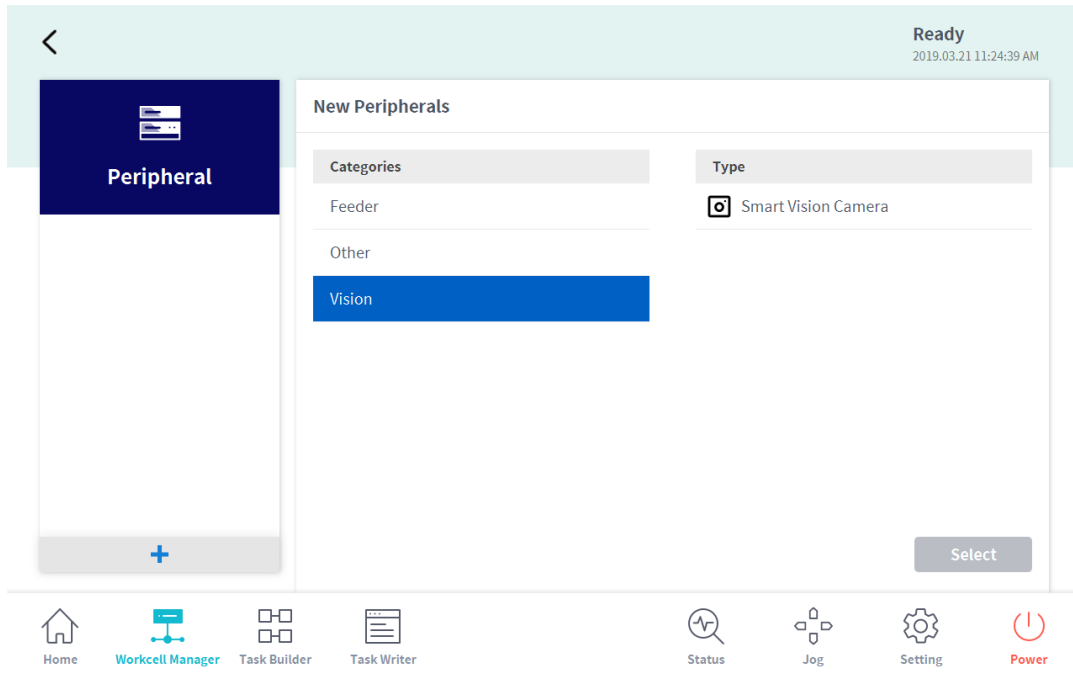 Ready
2019.03.21 11:24:39 AM
Peripheral
New Peripherals
Categories
Feeder
Other
Vision
Type
Smart Vision Camera
Select
Home
Workcell Manager
Task Builder
Task Writer
Status
Jog
Setting
Power